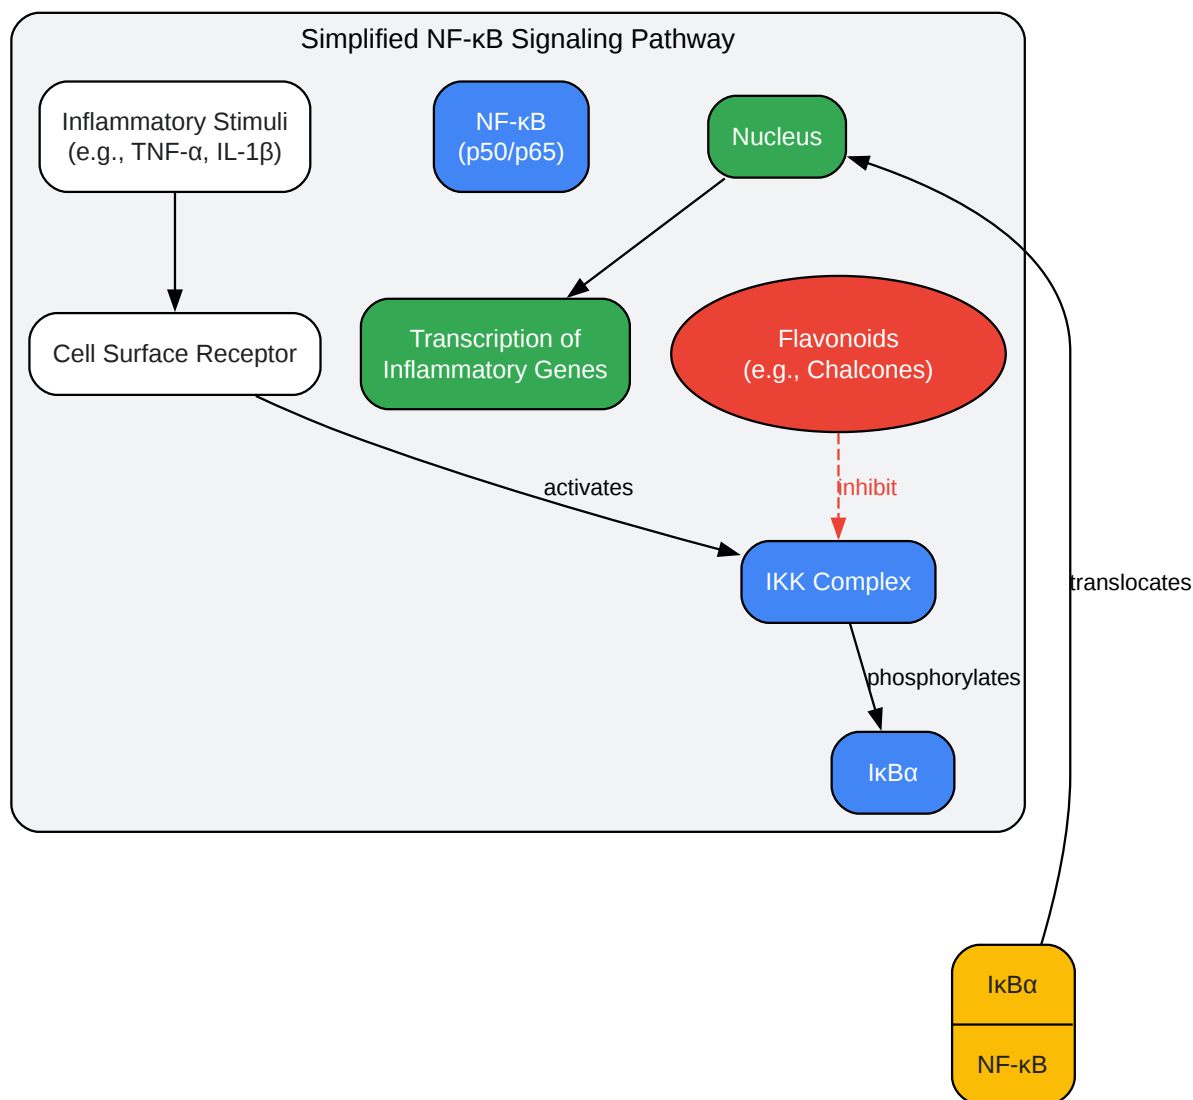 Simplified NF-κB Signaling Pathway
Inflammatory Stimuli
(e.g., TNF-α, IL-1β)
NF-κB
(p50/p65)
Nucleus
Cell Surface Receptor
Transcription of
Inflammatory Genes
Flavonoids
(e.g., Chalcones)
activates
inhibit
IKK Complex
translocates
phosphorylates
IκBα
IκBα
NF-κB